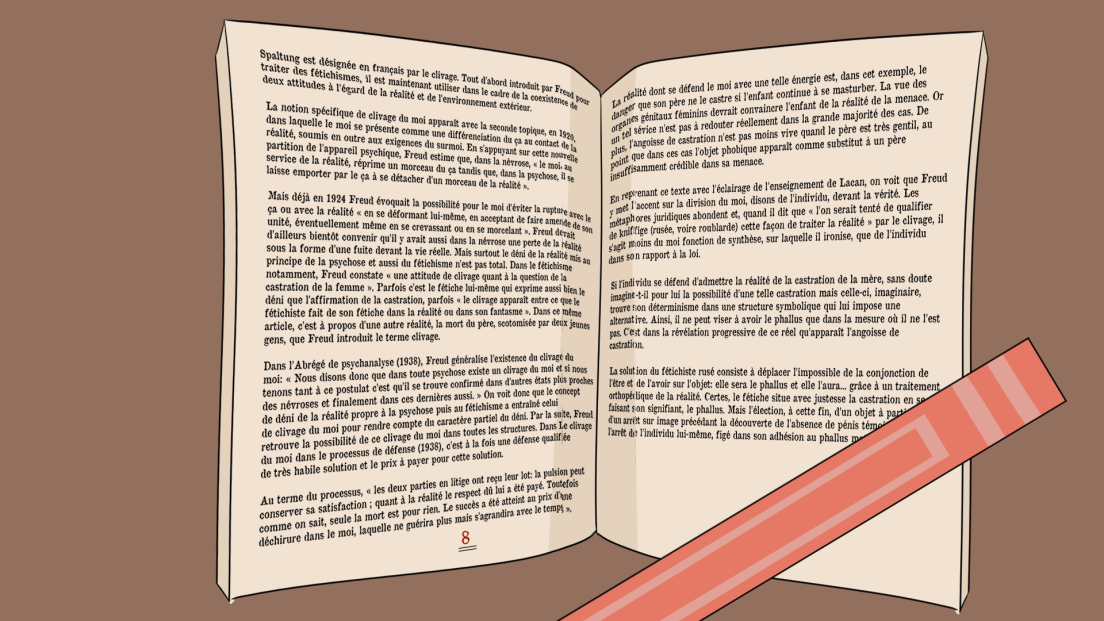 Spaltung est désignée en français par le clivage. Tout d'abord introduit par Freud pour
traiter des fétichismes, il est maintenant utiliser dans le cadre de la coexistence de
deux attitudes à l'égard de la réalité et de l'environnement extérieur.
La notion spécifique de clivage du moi apparaît avec la seconde topique, en 1920,
dans laquelle le moi se présente comme une différenciation du ça au contact de la
réalité, soumis en outre aux exigences du surmoi. En s'appuyant sur cette nouvelle
partition de l'appareil psychique, Freud estime que, dans la névrose, « le moi, au
service de la réalité, réprime un morceau du ça tandis que, dans la psychose, il se
laisse emporter par le ça à se détacher d'un morceau de la réalité ».
Mais déjà en 1924 Freud évoquait la possibilité pour le moi d'éviter la rupture avec le
ça ou avec la réalité « en se déformant lui-même, en acceptant de faire amende de son
unité, éventuellement même en se crevassant ou en se morcelant ». Freud devait
d'ailleurs bientôt convenir qu'il y avait aussi dans la névrose une perte de la réalité
sous la forme d'une fuite devant la vie réelle. Mais surtout le déni de la réalité mis au
principe de la psychose et aussi du fétichisme n'est pas total. Dans le fétichisme
notamment, Freud constate « une attitude de clivage quant à la question de la
castration de la femme ». Parfois c'est le fétiche lui-même qui exprime aussi bien le
déni que l'affirmation de la castration, parfois « le clivage apparaît entre ce que le
fétichiste fait de son fétiche dans la réalité ou dans son fantasme ». Dans ce même
article, c'est à propos d'une autre réalité, la mort du père, scotomisée par deux jeunes
gens, que Freud introduit le terme clivage.
Dans l'Abrégé de psychanalyse (1938), Freud généralise l'existence du clivage du
moi: « Nous disons donc que dans toute psychose existe un clivage du moi et si nous
tenons tant à ce postulat c'est qu'il se trouve confirmé dans d'autres états plus proches
des névroses et finalement dans ces dernières aussi. » On voit donc que le concept
de déni de la réalité propre à la psychose puis au fétichisme a entraîné celui
de clivage du moi pour rendre compte du caractère partiel du déni. Par la suite, Freud
retrouve la possibilité de ce clivage du moi dans toutes les structures. Dans Le clivage
du moi dans le processus de défense (1938), c'est à la fois une défense qualifiée
de très habile solution et le prix à payer pour cette solution.
Au terme du processus, « les deux parties en litige ont reçu leur lot: la pulsion peut
conserver sa satisfaction ; quant à la réalité le respect dû lui a été payé. Toutefois
comme on sait, seule la mort est pour rien. Le succès a été atteint au prix d'une
déchirure dans le moi, laquelle ne guérira plus mais s'agrandira avec le temps ».
8
La réalité dont se défend le moi avec une telle énergie est, dans cet exemple, le
danger que son père ne le castre si l'enfant continue à se masturber. La vue des
organes génitaux féminins devrait convaincre l'enfant de la réalité de la menace. Or
un tel sévice n'est pas à redouter réellement dans la grande majorité des cas. De
plus, l'angoisse de castration n'est pas moins vive quand le père est très gentil, au
point que dans ces cas l'objet phobique apparaît comme substitut à un père
insuffisamment crédible dans sa menace.
En reprenant ce texte avec l'éclairage de l'enseignement de Lacan, on voit que Freud
y met l'accent sur la division du moi, disons de l'individu, devant la vérité. Les
métaphores juridiques abondent et, quand il dit que « l'on serait tenté de qualifier
de kniffige (rusée, voire roublarde) cette façon de traiter la réalité » par le clivage, il
s'agit moins du moi fonction de synthèse, sur laquelle il ironise, que de l'individu
dans son rapport à la loi.
Si l'individu se défend d'admettre la réalité de la castration de la mère, sans doute
imagine-t-il pour lui la possibilité d'une telle castration mais celle-ci, imaginaire,
trouve son déterminisme dans une structure symbolique qui lui impose une
alternative. Ainsi, il ne peut viser à avoir le phallus que dans la mesure où il ne l'est
pas. C'est dans la révélation progressive de ce réel qu'apparaît l'angoisse de
castration.
La solution du fétichiste rusé consiste à déplacer l'impossible de la conjonction de
l'être et de l'avoir sur l'objet: elle sera le phallus et elle l'aura... grâce à un traitement
orthopédique de la réalité. Certes, le fétiche situe avec justesse la castration en se
faisant son signifiant, le phallus. Mais l'élection, à cette fin, d'un objet à
d'un arrêt sur image précédant la découverte de l'absence de pénis
l'arrêt de l'individu lui-même, figé dans son adhésion au phallus